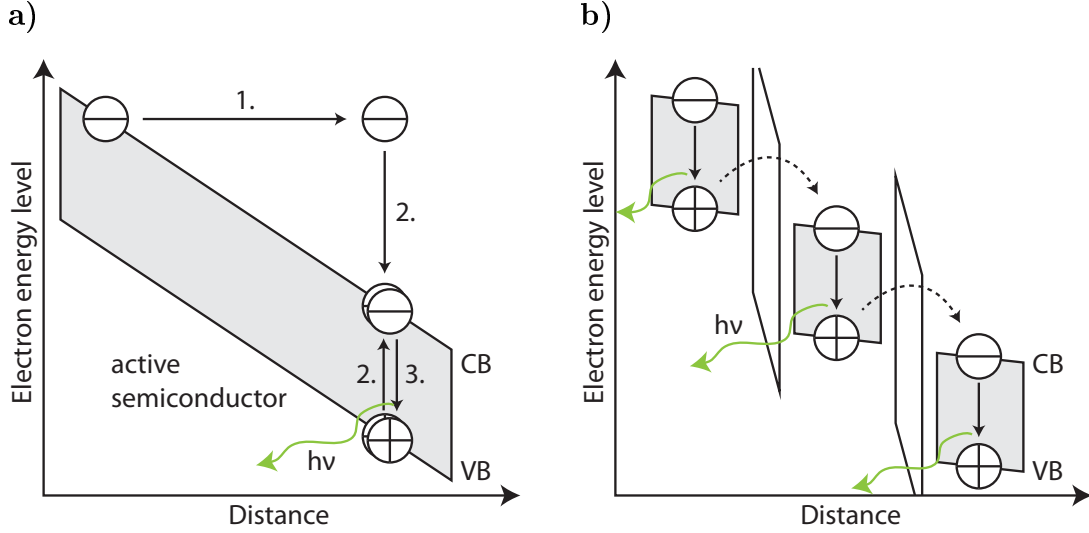 a)
Electron energy level
1.
2.
active
semiconductor
2.
3.
hν
CB
VB
Distance
b)
Electron energy level
hν
CB
VB
Distance